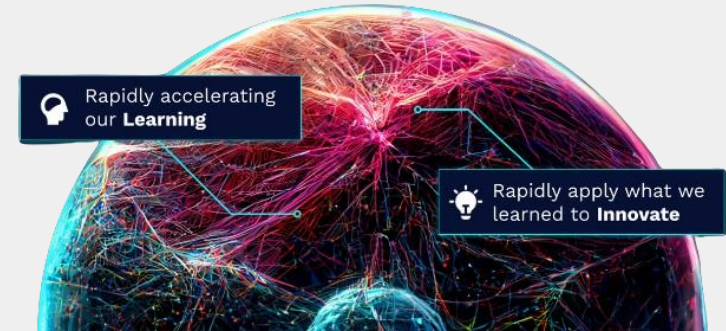 Rapidly accelerating
our Learning
Rapidly apply what we
learned to Innovate